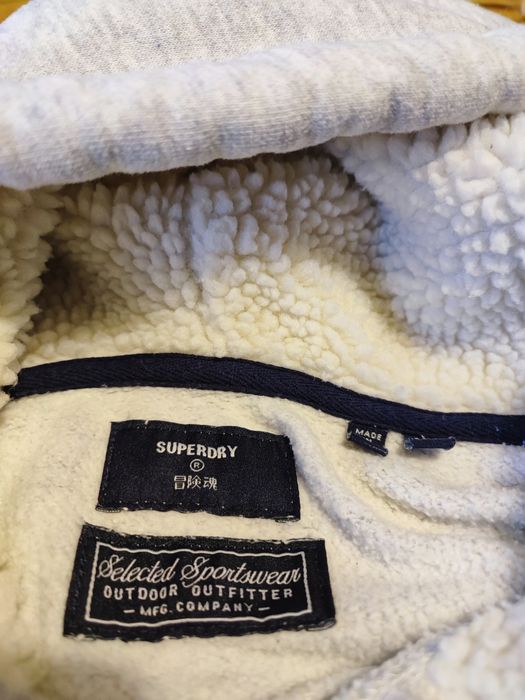 SUPERDRY
®
冒険魂
MADE
Selected Sportswear
OUTDOOR OUTFITTER
– MFG. COMPANY –